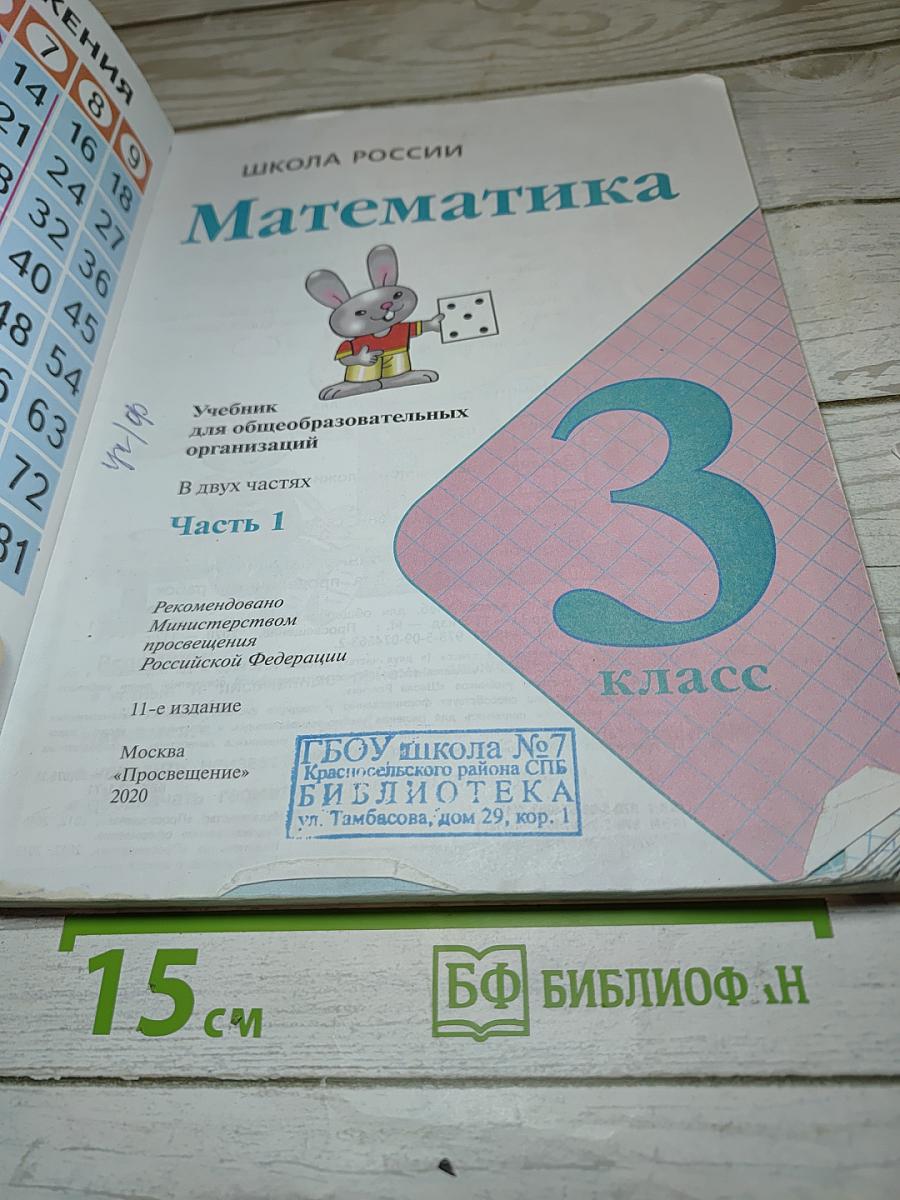 ЖЕНИЯ
7 8 9
14 16 18
21 24 27
32 36
40 45
48 54
63
72
81
ШКОЛА РОССИИ
Математика
Учебник
для общеобразовательных
организаций
В двух частях
Часть 1
3
класс
Рекомендовано
Министерством
просвещения
Российской Федерации
11-е издание
Москва
«Просвещение»
2020
ГБОУ школа №7
Красносельского района СПБ
БИБЛИОТЕКА
ул. Тамбасова, дом 29, кор. 1
15 см
БФ БИБЛИОФАН